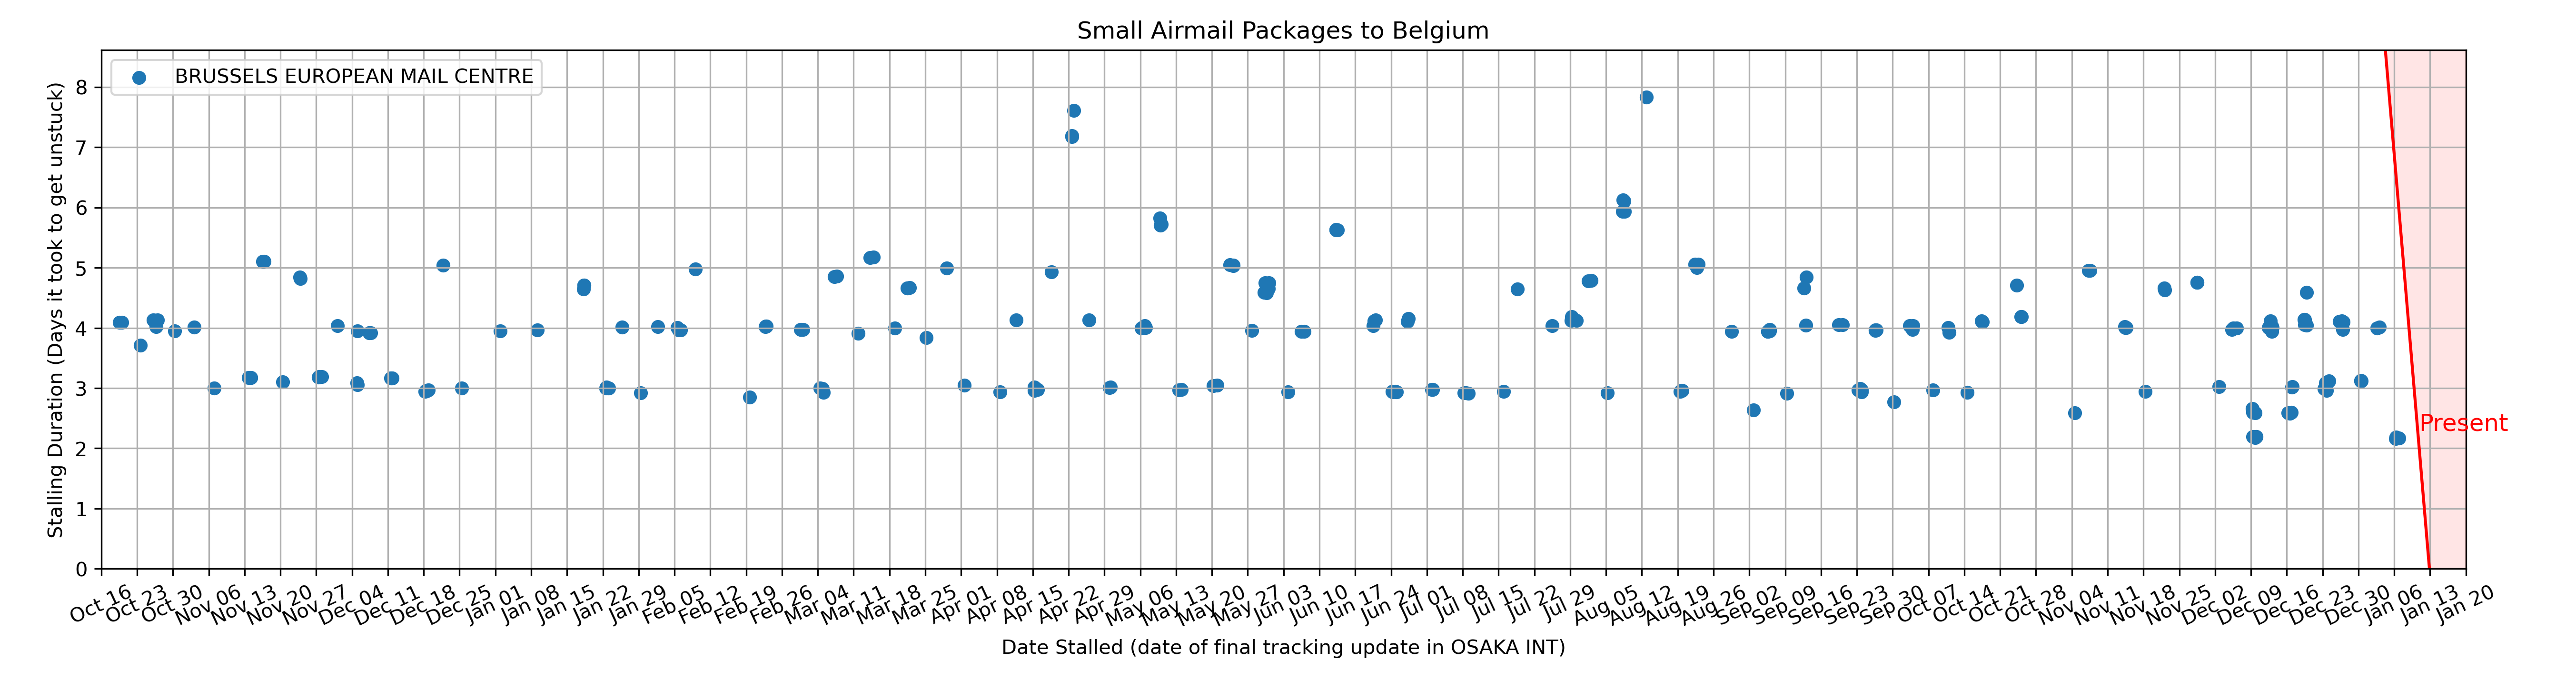 Small Airmail Packages to Belgium
BRUSSELS EUROPEAN MAIL CENTRE
Stalling Duration (Days it took to get unstuck)
8
7
6
5
4
3
2
1
0
Present
Oct 16 Oct 23 Oct 30 Nov 06 Nov 13 Nov 20 Nov 27 Dec 04 Dec 11 Dec 18 Dec 25 Jan 01 Jan 08 Jan 15 Jan 22 Jan 29 Feb 05 Feb 12 Feb 19 Feb 26 Mar 04 Mar 11 Mar 18 Mar 25 Apr 01 Apr 08 Apr 15 Apr 22 Apr 29 May 06 May 13 May 20 May 27 Jun 03 Jun 10 Jun 17 Jun 24 Jul 01 Jul 08 Jul 15 Jul 22 Jul 29 Aug 05 Aug 12 Aug 19 Aug 26 Sep 02 Sep 09 Sep 16 Sep 23 Sep 30 Oct 07 Oct 14 Oct 21 Oct 28 Nov 04 Nov 11 Nov 18 Nov 25 Dec 02 Dec 09 Dec 16 Dec 23 Dec 30 Jan 06 Jan 13 Jan 20
Date Stalled (date of final tracking update in OSAKA INT)